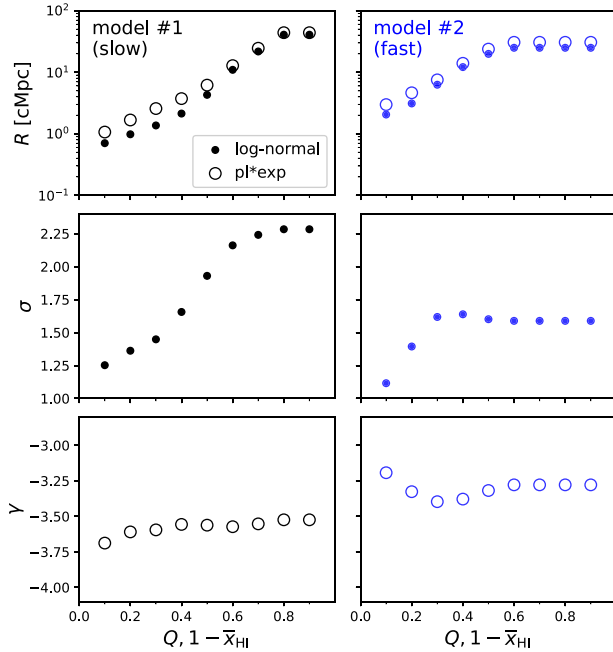 model #1
(slow)
model #2
(fast)
R [cMpc]
10²
10¹
10⁰
10⁻¹
log-normal
pl*exp
σ
2.25
2.00
1.75
1.50
1.25
1.00
γ
−3.00
−3.25
−3.50
−3.75
−4.00
0.0 0.2 0.4 0.6 0.8
0.0 0.2 0.4 0.6 0.8 1.0
Q, 1 − x̅HI
Q, 1 − x̅HI